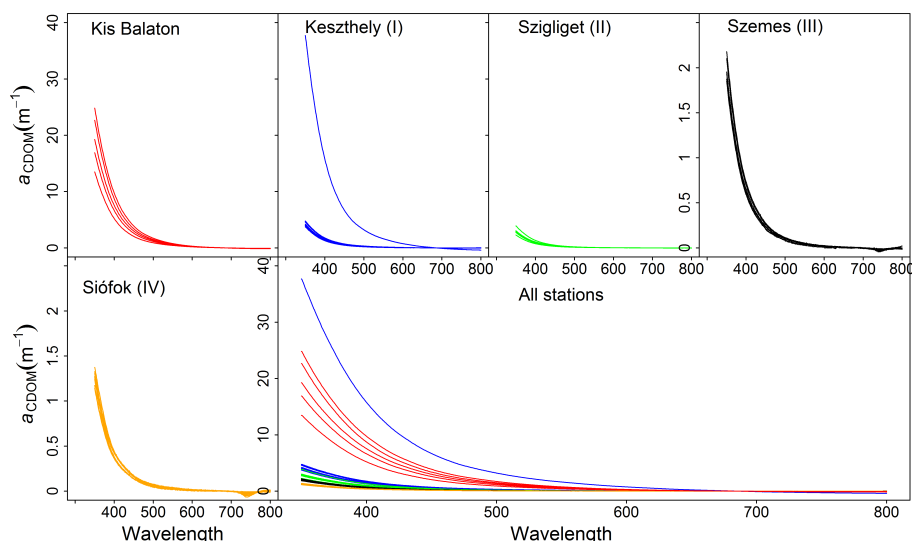 Kis Balaton
Keszthely (I)
Szigliget (II)
Szemes (III)
aCDOM(m−1)
0 10 20 30 40
0 0.5 1 1.5 2
400 500 600 700 800
400 500 600 700 800
400 500 600 700 800
Siófok (IV)
All stations
aCDOM(m−1)
0 0.5 1 1.5 2
0 10 20 30 40
400 500 600 700 800
400 500 600 700 800
Wavelength
Wavelength